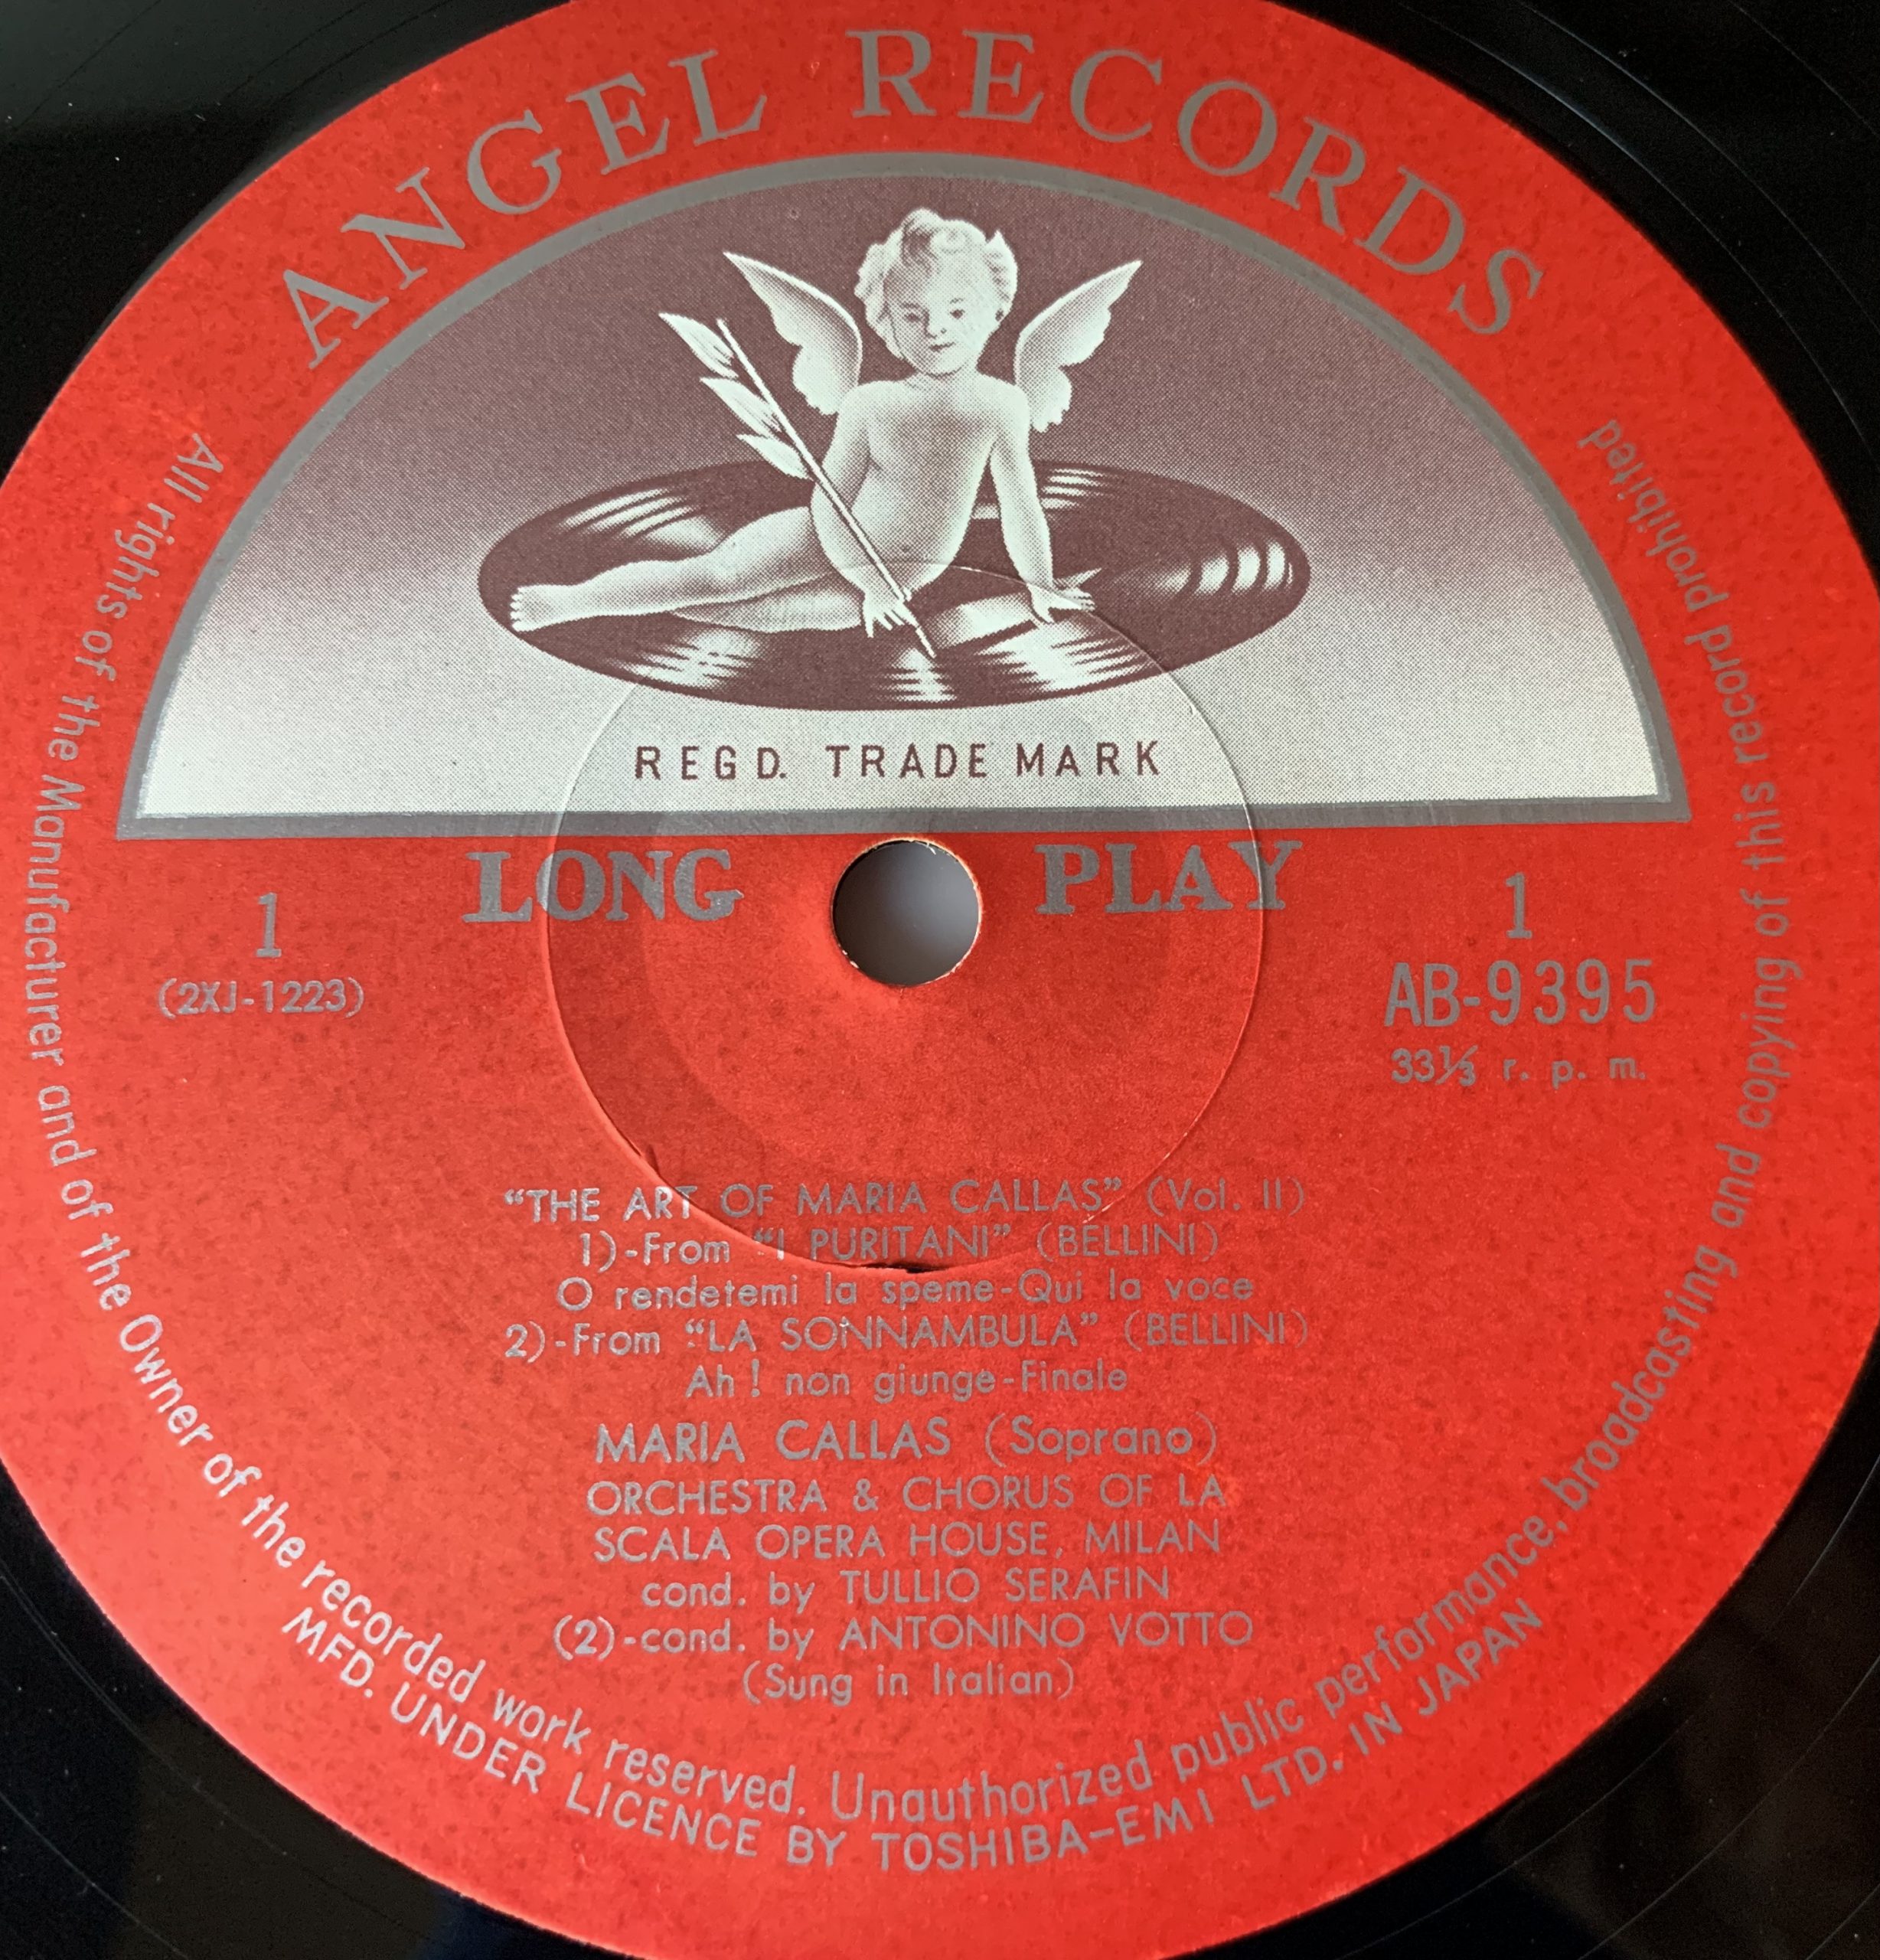 ANGEL RECORDS
REGD. TRADE MARK
LONG PLAY
1
(2XJ-1223)
1
AB-9395
33⅓ r. p. m.
“THE ART OF MARIA CALLAS” (Vol. II)
1)-From “I PURITANI” (BELLINI)
O rendetemi la speme-Qui la voce
2)-From “LA SONNAMBULA” (BELLINI)
Ah! non giunge-Finale
MARIA CALLAS (Soprano)
ORCHESTRA & CHORUS OF LA
SCALA OPERA HOUSE, MILAN
cond. by TULLIO SERAFIN
(2)-cond. by ANTONINO VOTTO
(Sung in Italian)
All rights of the Manufacturer and of the Owner of the recorded work reserved. Unauthorized public performance, broadcasting and copying of this record prohibited
MFD. UNDER LICENCE BY TOSHIBA-EMI LTD. IN JAPAN